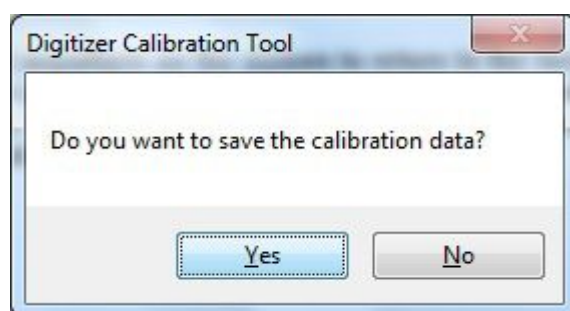 Digitizer Calibration Tool
Do you want to save the calibration data?
Yes
No